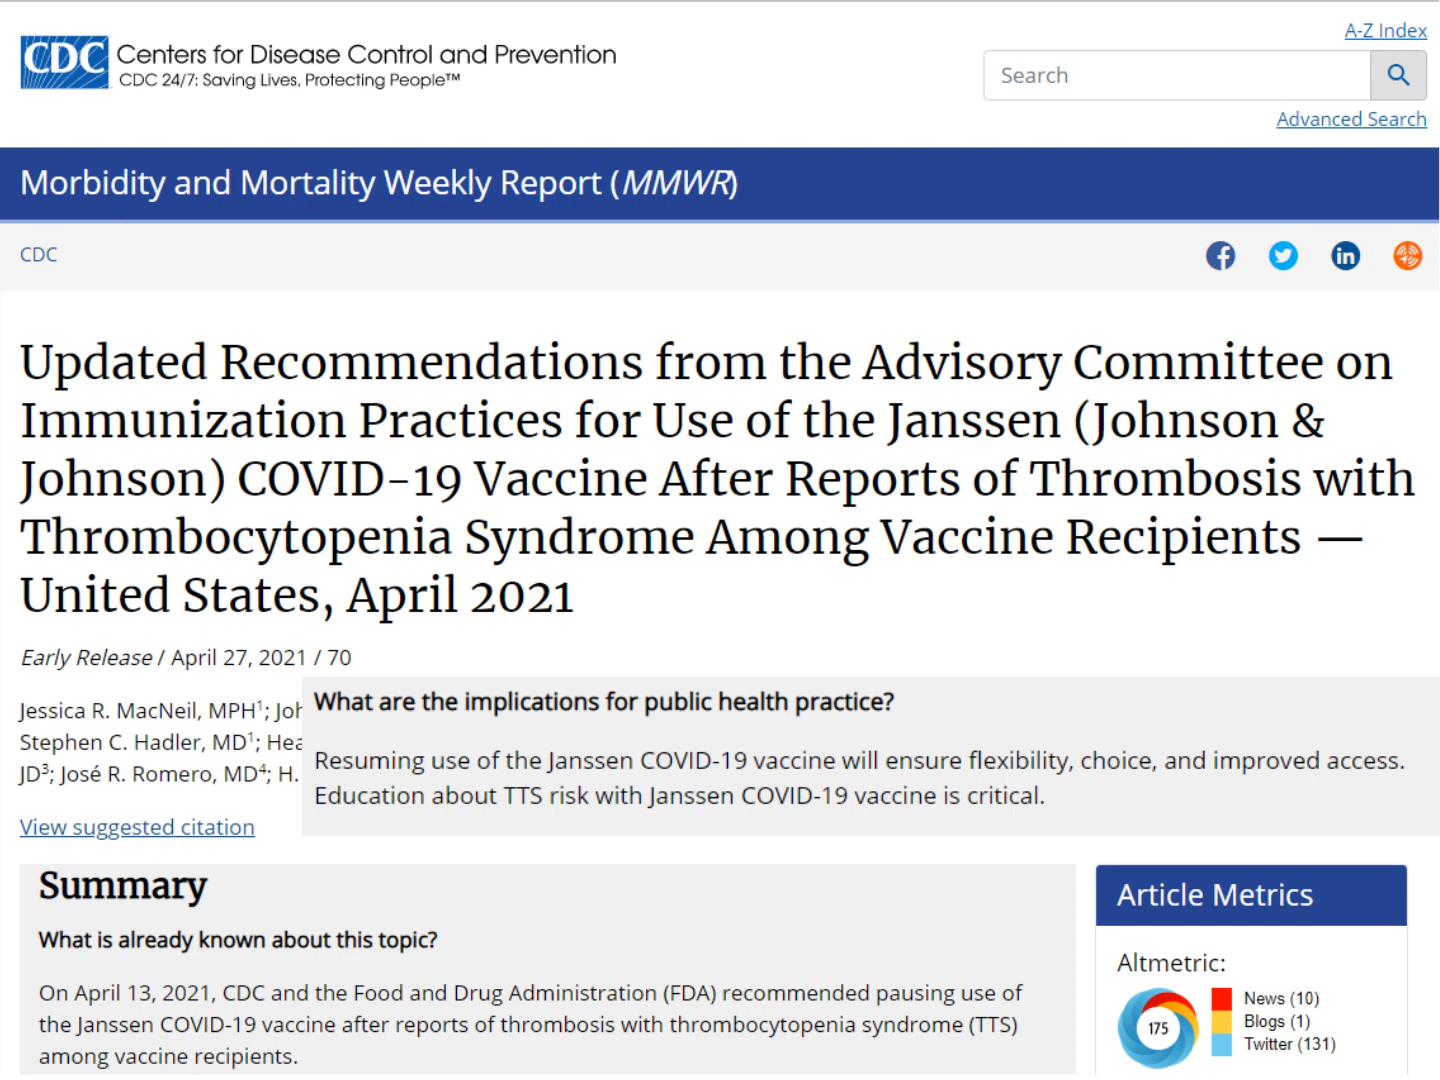 A-Z Index
CDC Centers for Disease Control and Prevention
CDC 24/7: Saving Lives, Protecting People™
Search
Advanced Search
Morbidity and Mortality Weekly Report (MMWR)
CDC
Updated Recommendations from the Advisory Committee on
Immunization Practices for Use of the Janssen (Johnson &
Johnson) COVID-19 Vaccine After Reports of Thrombosis with
Thrombocytopenia Syndrome Among Vaccine Recipients —
United States, April 2021
Early Release / April 27, 2021 / 70
Jessica R. MacNeil, MPH1; Joh
Stephen C. Hadler, MD1; Hea
JD3; José R. Romero, MD4; H.
View suggested citation
What are the implications for public health practice?
Resuming use of the Janssen COVID-19 vaccine will ensure flexibility, choice, and improved access.
Education about TTS risk with Janssen COVID-19 vaccine is critical.
Summary
What is already known about this topic?
On April 13, 2021, CDC and the Food and Drug Administration (FDA) recommended pausing use of
the Janssen COVID-19 vaccine after reports of thrombosis with thrombocytopenia syndrome (TTS)
among vaccine recipients.
Article Metrics
Altmetric:
175
News (10)
Blogs (1)
Twitter (131)